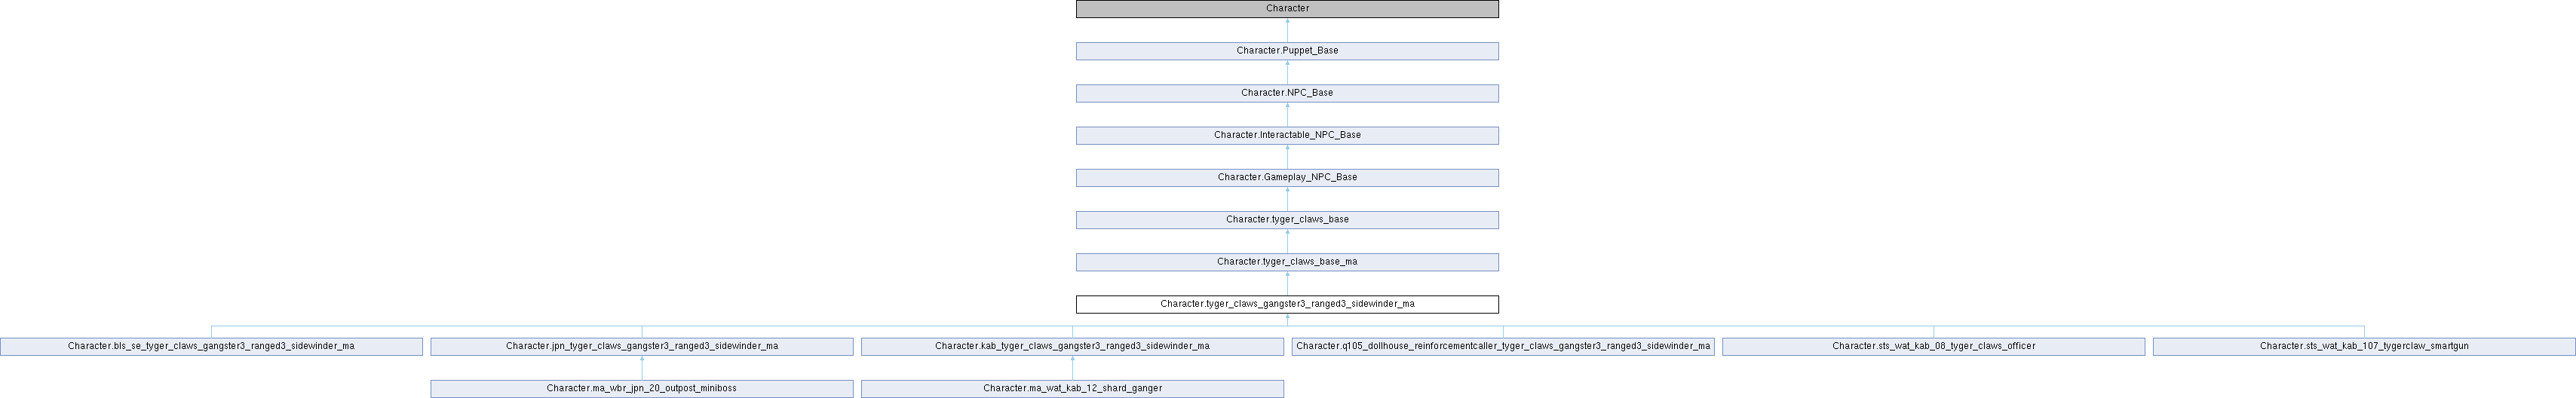 Character
Character.Puppet_Base
Character.NPC_Base
Character.Interactable_NPC_Base
Character.Gameplay_NPC_Base
Character.tyger_claws_base
Character.tyger_claws_base_ma
Character.tyger_claws_gangster3_ranged3_sidewinder_ma
Character.bls_se_tyger_claws_gangster3_ranged3_sidewinder_ma
Character.jpn_tyger_claws_gangster3_ranged3_sidewinder_ma
Character.kab_tyger_claws_gangster3_ranged3_sidewinder_ma
Character.q105_dollhouse_reinforcementcaller_tyger_claws_gangster3_ranged3_sidewinder_ma
Character.sts_wat_kab_08_tyger_claws_officer
Character.sts_wat_kab_107_tygerclaw_smartgun
Character.ma_wbr_jpn_20_outpost_miniboss
Character.ma_wat_kab_12_shard_ganger